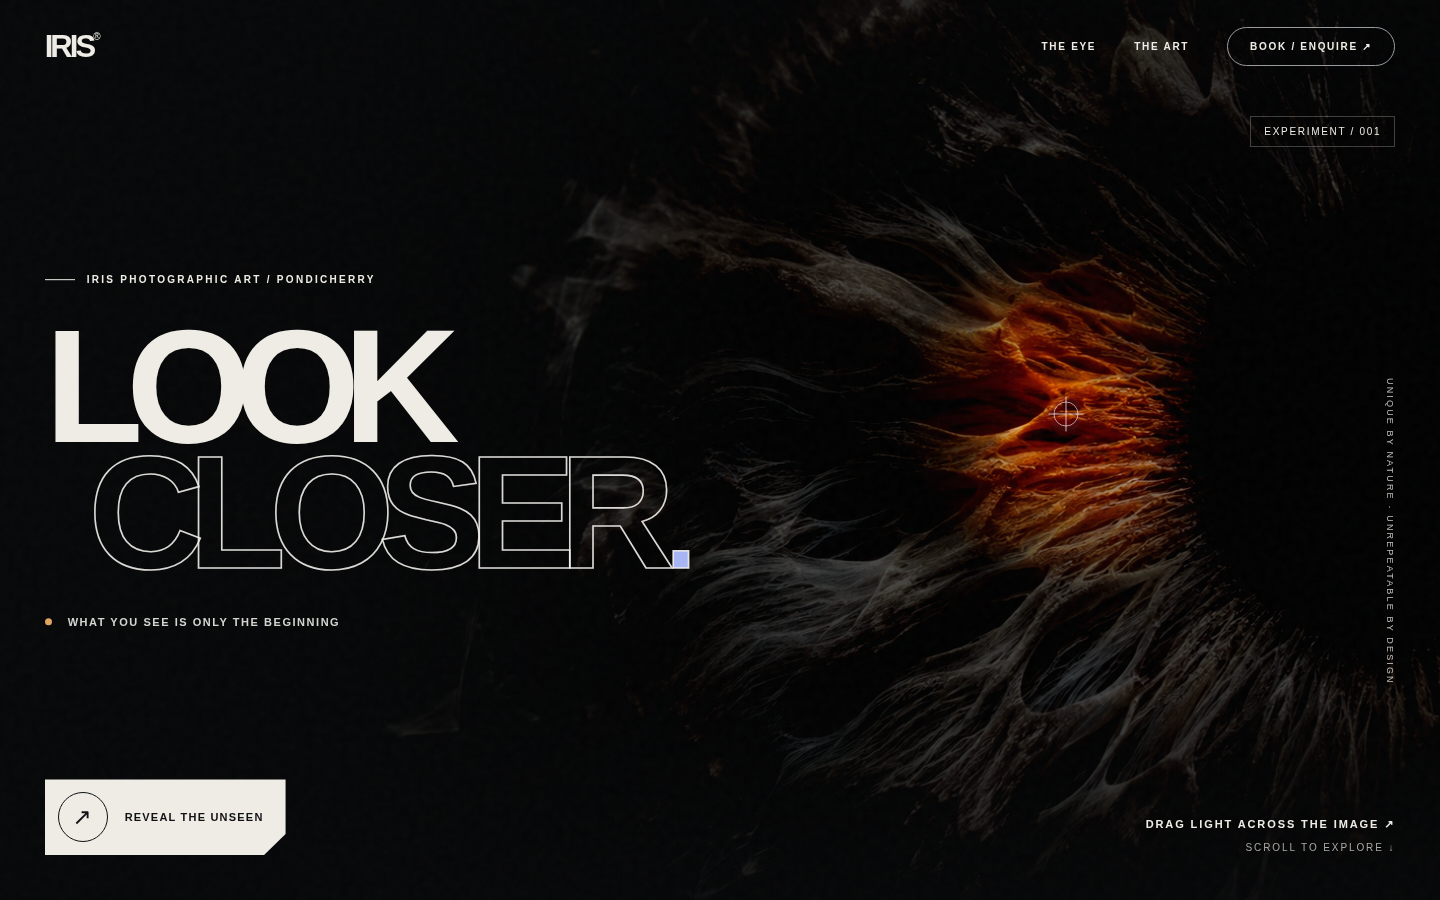 IRIS®
THE EYE
THE ART
BOOK / ENQUIRE ↗
EXPERIMENT / 001
IRIS PHOTOGRAPHIC ART / PONDICHERRY
LOOK
CLOSER.
UNIQUE BY NATURE - UNREPEATABLE BY DESIGN
WHAT YOU SEE IS ONLY THE BEGINNING
↗ REVEAL THE UNSEEN
DRAG LIGHT ACROSS THE IMAGE ↗
SCROLL TO EXPLORE ↓